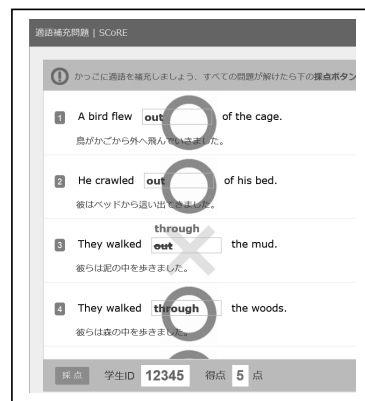 適語補充問題 | SCoRE
かっこに適語を補充しましょう. すべての問題が解けたら下の採点ボタン
1 A bird flew out of the cage.
鳥がかごから外へ飛んでいきました。
2 He crawled out of his bed.
彼はベッドから這い出てきました。
through
3 They walked out the mud.
彼らは泥の中を歩きました。
4 They walked through the woods.
彼らは森の中を歩きました。
採点 学生ID 12345 得点 5 点